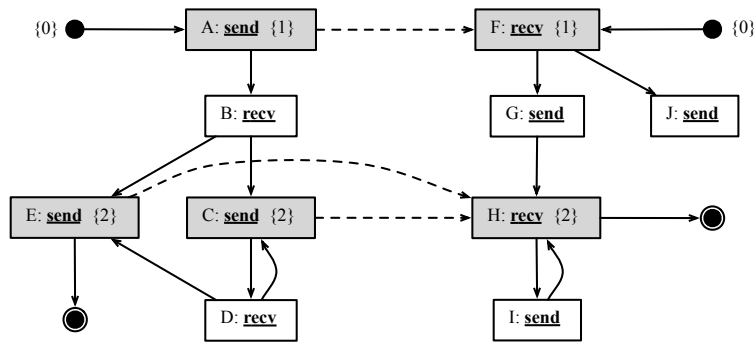 {0}
A: send {1}
F: recv {1}
{0}
B: recv
G: send
J: send
E: send {2}
C: send {2}
H: recv {2}
D: recv
I: send